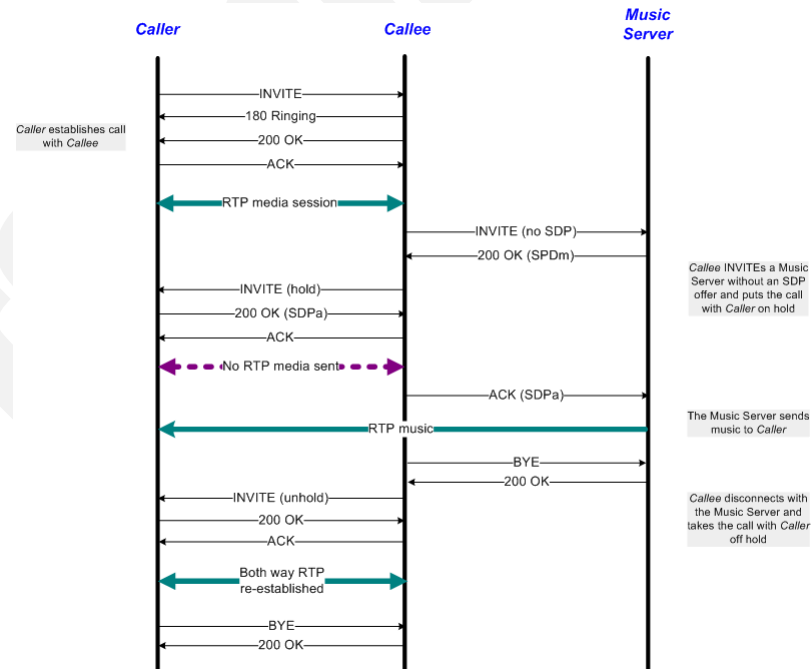 Caller
Callee
Music
Server
INVITE
180 Ringing
Caller establishes call
with Callee
200 OK
ACK
RTP media session
INVITE (no SDP)
200 OK (SPDm)
Callee INVITEs a Music
Server without an SDP
offer and puts the call
with Caller on hold
INVITE (hold)
200 OK (SDPa)
ACK
No RTP media sent
ACK (SDPa)
The Music Server sends
music to Caller
RTP music
BYE
200 OK
Callee disconnects with
the Music Server and
takes the call with Caller
off hold
INVITE (unhold)
200 OK
ACK
Both way RTP
re-established
BYE
200 OK